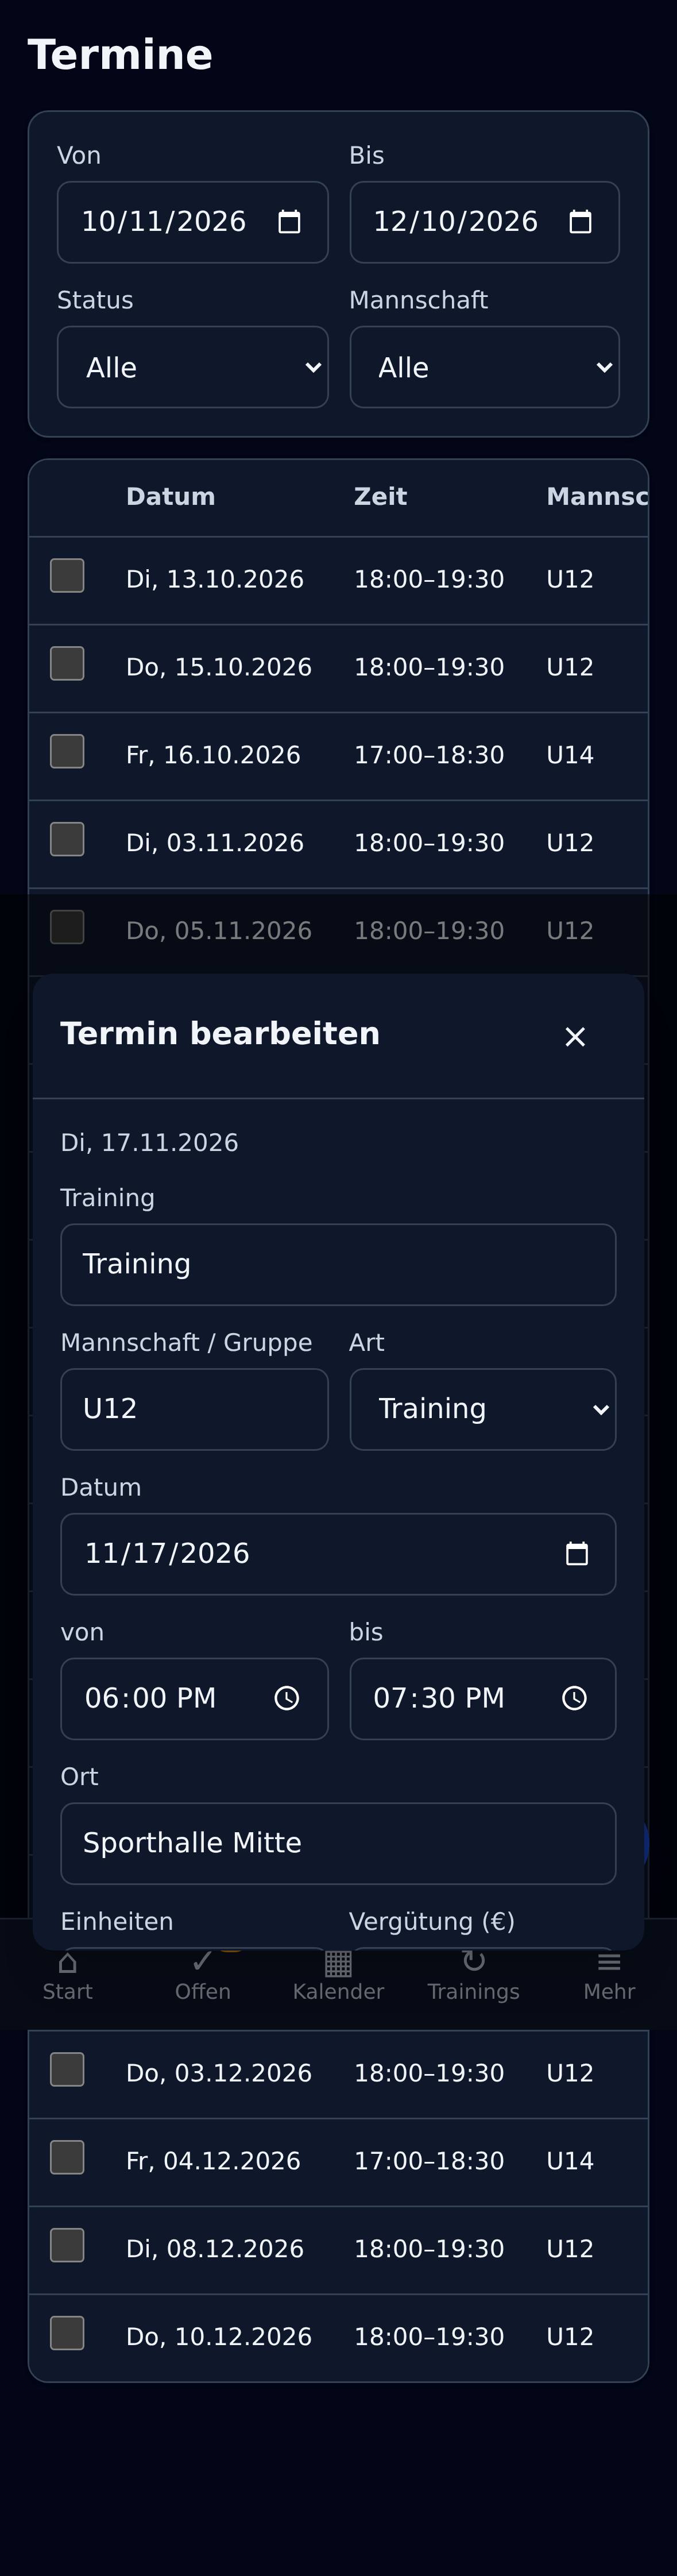 Termine
Von Bis
10/11/2026 12/10/2026
Status Mannschaft
Alle Alle
Datum Zeit Mannsc
Di, 13.10.2026 18:00–19:30 U12
Do, 15.10.2026 18:00–19:30 U12
Fr, 16.10.2026 17:00–18:30 U14
Di, 03.11.2026 18:00–19:30 U12
Do, 05.11.2026 18:00–19:30 U12
Termin bearbeiten
Di, 17.11.2026
Training
Training
Mannschaft / Gruppe Art
U12 Training
Datum
11/17/2026
von bis
06:00 PM 07:30 PM
Ort
Sporthalle Mitte
Einheiten Vergütung (€)
Start Offen Kalender Trainings Mehr
Do, 03.12.2026 18:00–19:30 U12
Fr, 04.12.2026 17:00–18:30 U14
Di, 08.12.2026 18:00–19:30 U12
Do, 10.12.2026 18:00–19:30 U12